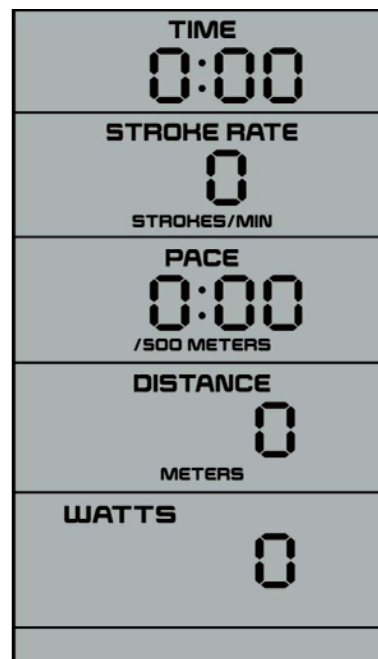 TIME
0:00
STROKE RATE
0
STROKES/MIN
PACE
0:00
/500 METERS
DISTANCE
0
METERS
WATTS
0